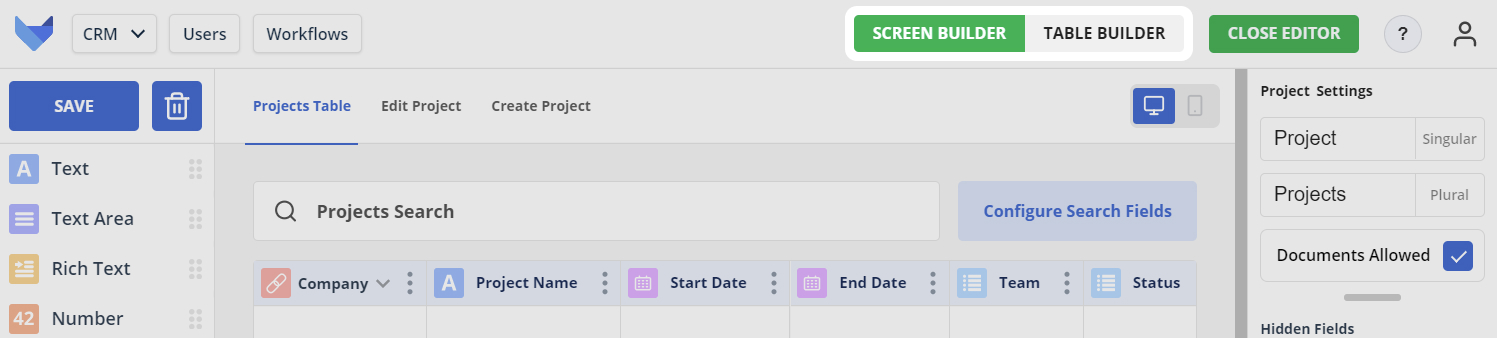 CRM
Users
Workflows
SCREEN BUILDER
TABLE BUILDER
CLOSE EDITOR
?
SAVE
Projects Table
Edit Project
Create Project
Project Settings
A Text
Text Area
Rich Text
42 Number
Projects Search
Configure Search Fields
Company
A Project Name
Start Date
End Date
Team
Status
Project Singular
Projects Plural
Documents Allowed
Hidden Fields